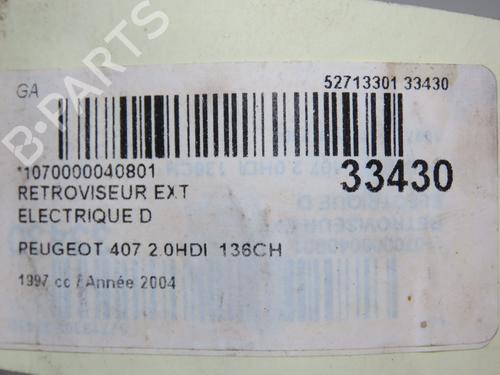 GA
52713301 33430
*1070000040801
33430
RETROVISEUR EXT
ELECTRIQUE D
PEUGEOT 407 2.0HDI 136CH
1997 cc / Année 2004
B-PARTS